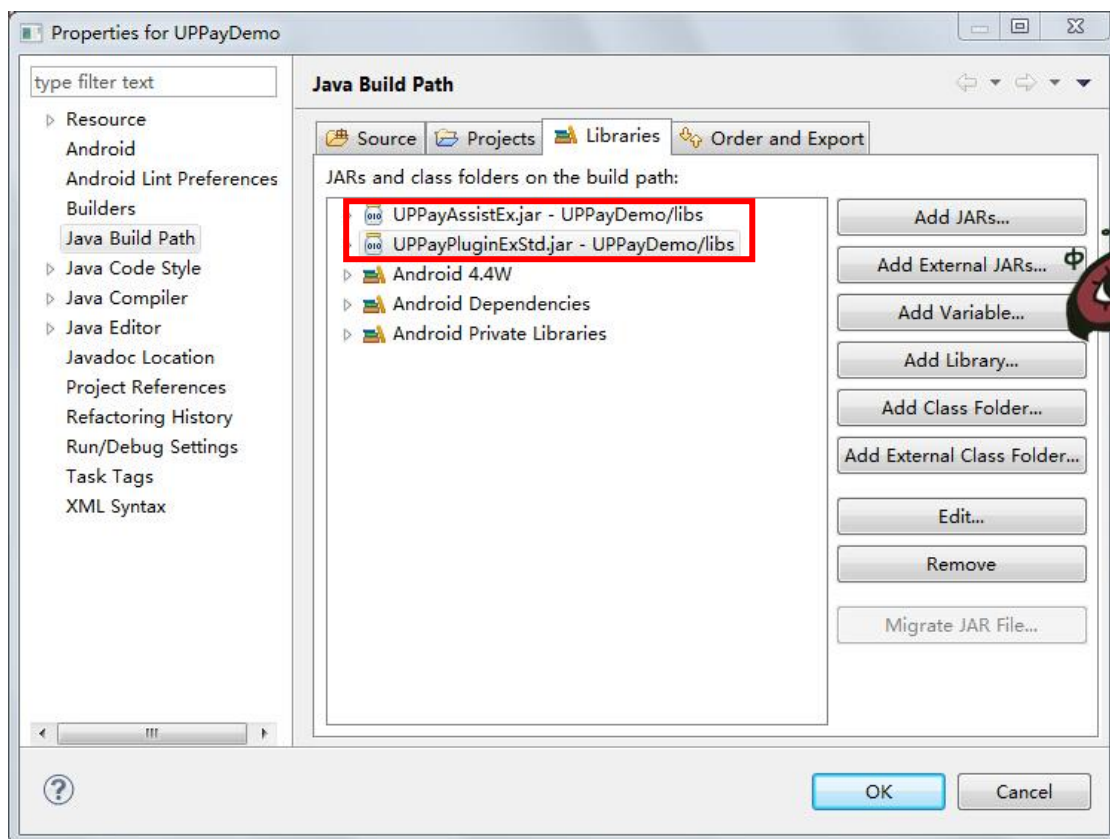 Properties for UPPayDemo
type filter text
Resource
Android
Android Lint Preferences
Builders
Java Build Path
Java Code Style
Java Compiler
Java Editor
Javadoc Location
Project References
Refactoring History
Run/Debug Settings
Task Tags
XML Syntax
Java Build Path
Source Projects Libraries Order and Export
JARs and class folders on the build path:
UPPayAssistEx.jar - UPPayDemo/libs
UPPayPluginExStd.jar - UPPayDemo/libs
Android 4.4W
Android Dependencies
Android Private Libraries
Add JARs...
Add External JARs...
Add Variable...
Add Library...
Add Class Folder...
Add External Class Folder...
Edit...
Remove
Migrate JAR File...
中
OK Cancel